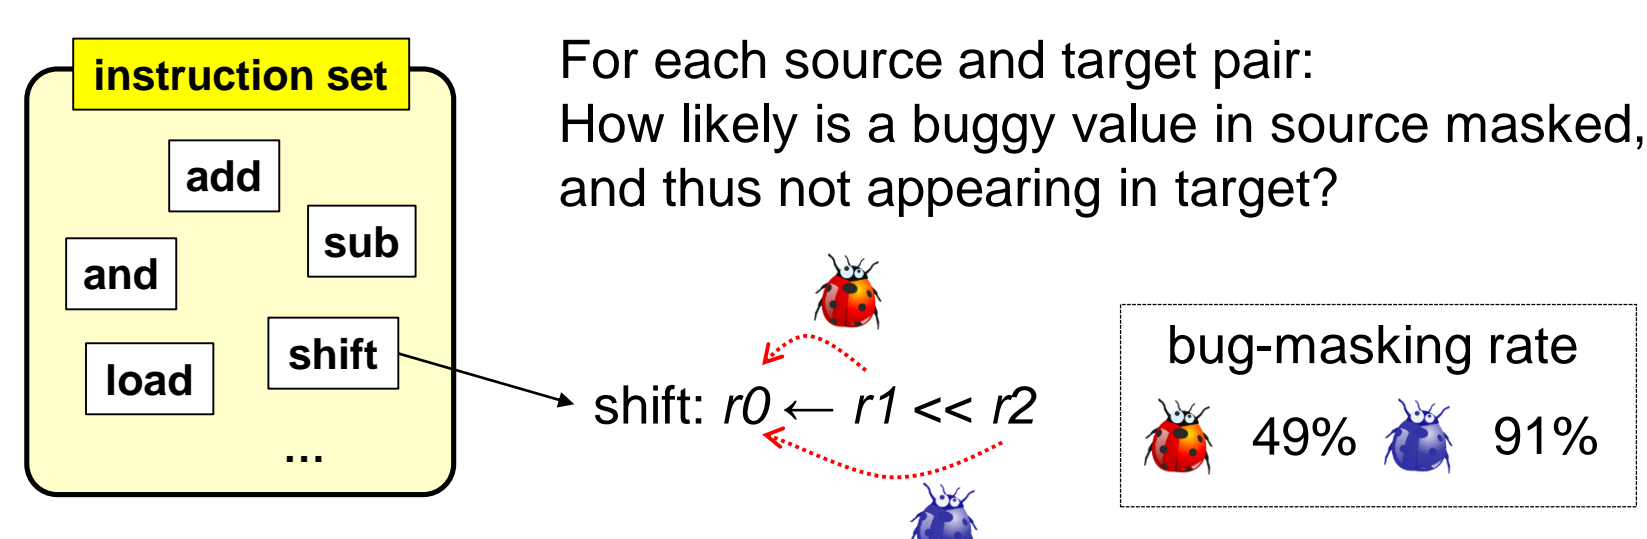 instruction set
add
sub
and
shift
load
...
For each source and target pair:
How likely is a buggy value in source masked,
and thus not appearing in target?
shift: r0 ← r1 << r2
bug-masking rate
49% 91%